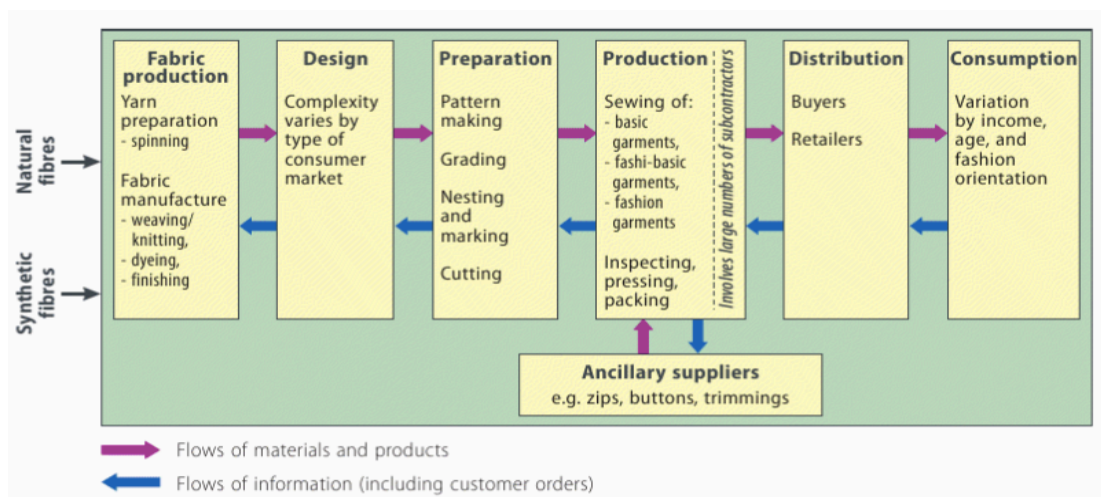 Natural
fibres
Synthetic
fibres
Fabric
production
Yarn
preparation
- spinning
Fabric
manufacture
- weaving/
knitting,
- dyeing,
- finishing
Design
Complexity
varies by
type of
consumer
market
Preparation
Pattern
making
Grading
Nesting
and
marking
Cutting
Production
Sewing of:
- basic
garments,
- fashi-basic
garments,
- fashion
garments
Inspecting,
pressing,
packing
Involves large numbers of subcontractors
Distribution
Buyers
Retailers
Consumption
Variation
by income,
age, and
fashion
orientation
Ancillary suppliers
e.g. zips, buttons, trimmings
Flows of materials and products
Flows of information (including customer orders)